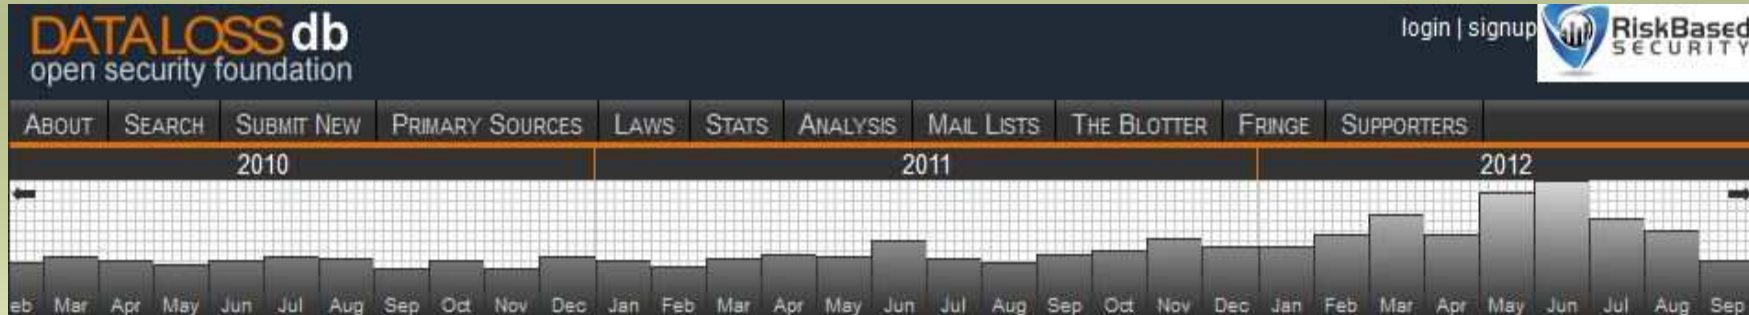 DATALOSS db
open security foundation
login | signup
RiskBased
SECURITY
ABOUT SEARCH SUBMIT NEW PRIMARY SOURCES LAWS STATS ANALYSIS MAIL LISTS THE BLOTTER FRINGE SUPPORTERS
2010 2011 2012
eb Mar Apr May Jun Jul Aug Sep Oct Nov Dec Jan Feb Mar Apr May Jun Jul Aug Sep Oct Nov Dec Jan Feb Mar Apr May Jun Jul Aug Sep